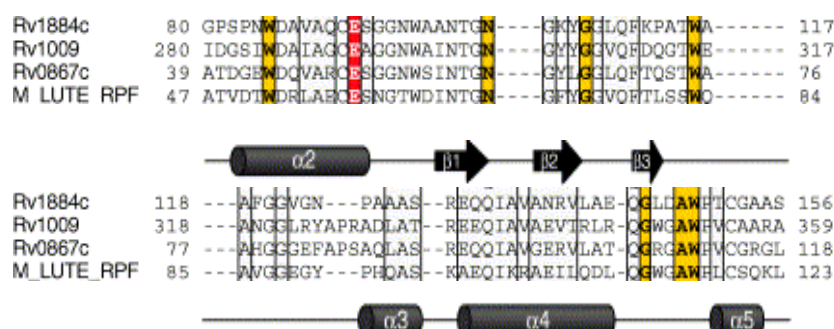 Rv1884c 80 GPSPNWDAVAQCESGGNWAANTGN----GKYGGLQFKPATWA------ 117
Rv1009 280 IDGSIWDAIAGCEAGGNWAINTGN----GYYGGVQFDQGTWE------ 317
Rv0867c 39 ATDGEWDQVARCESGGNWSINTGN----GYLGGLQFTQSTWA------ 76
M_LUTE_RPF 47 ATVDTWDRLAECESNGTWDINTGN----GFYGGVQFTLSSWQ------ 84
α2 β1 β2 β3
Rv1884c 118 ---AFGGVGN---PAAAS--REQQIAVANRVLAE-QGLDAWPTCGAAS 156
Rv1009 318 ---ANGGLRYAPRADLAT--REEQIAVAEVTRLR-QGWGAWPVCAARA 359
Rv0867c 77 ---AHGGGEFAPSAQLAS--REQQIAVGERVLAT-QGRGAWPVCGRGL 118
M_LUTE_RPF 85 ---AVGGEGY---PHQAS--KAEQIKRAEILQDL-QGWGAWPLCSQKL 123
α3 α4 α5